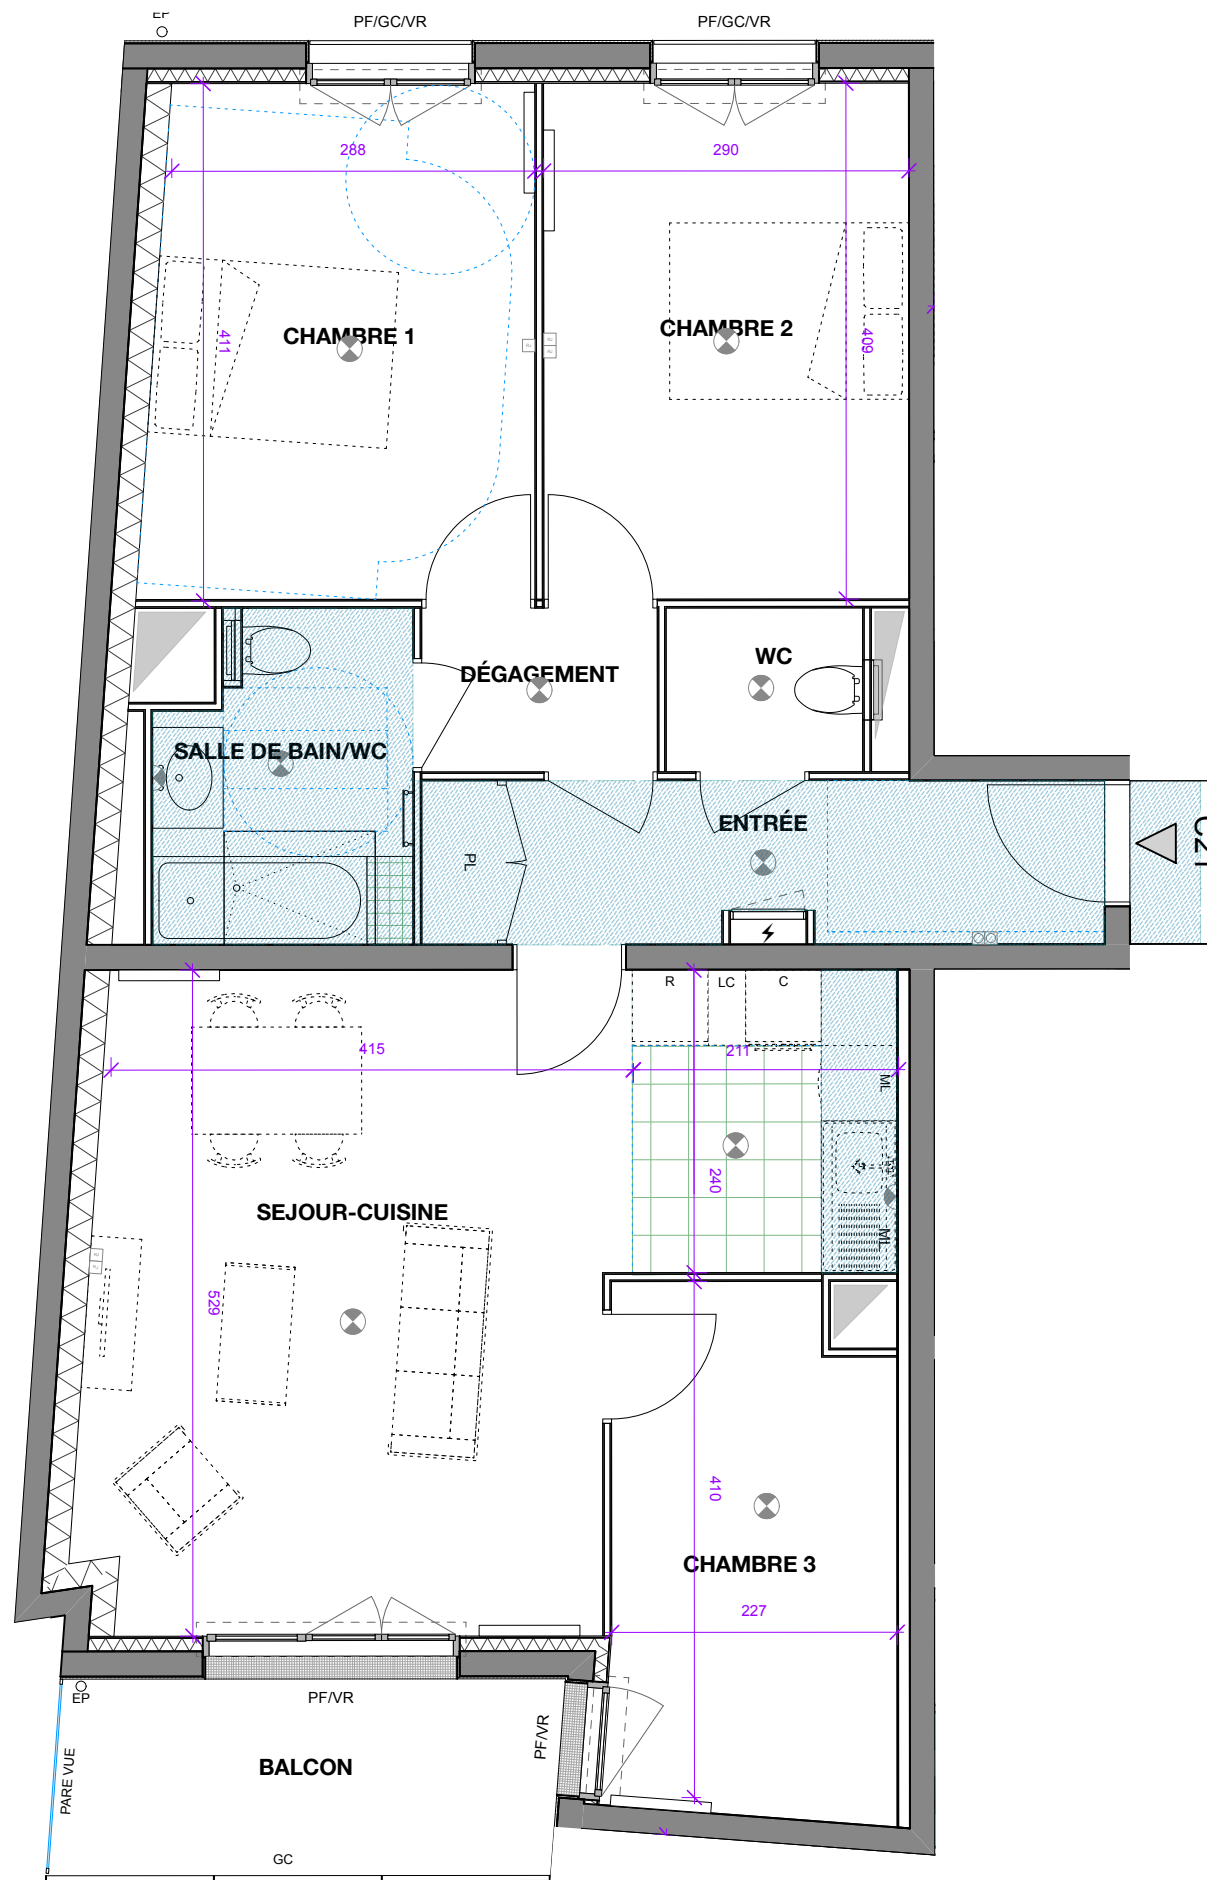 EP
PF/GC/VR
PF/GC/VR
288
290
CHAMBRE 1
CHAMBRE 2
411
409
WC
DÉGAGEMENT
SALLE DE BAIN/WC
ENTRÉE
PL
R
LC
C
415
211
ML
240
SEJOUR-CUISINE
ML
529
410
CHAMBRE 3
227
EP
PF/VR
PF/VR
BALCON
PARE VUE
GC